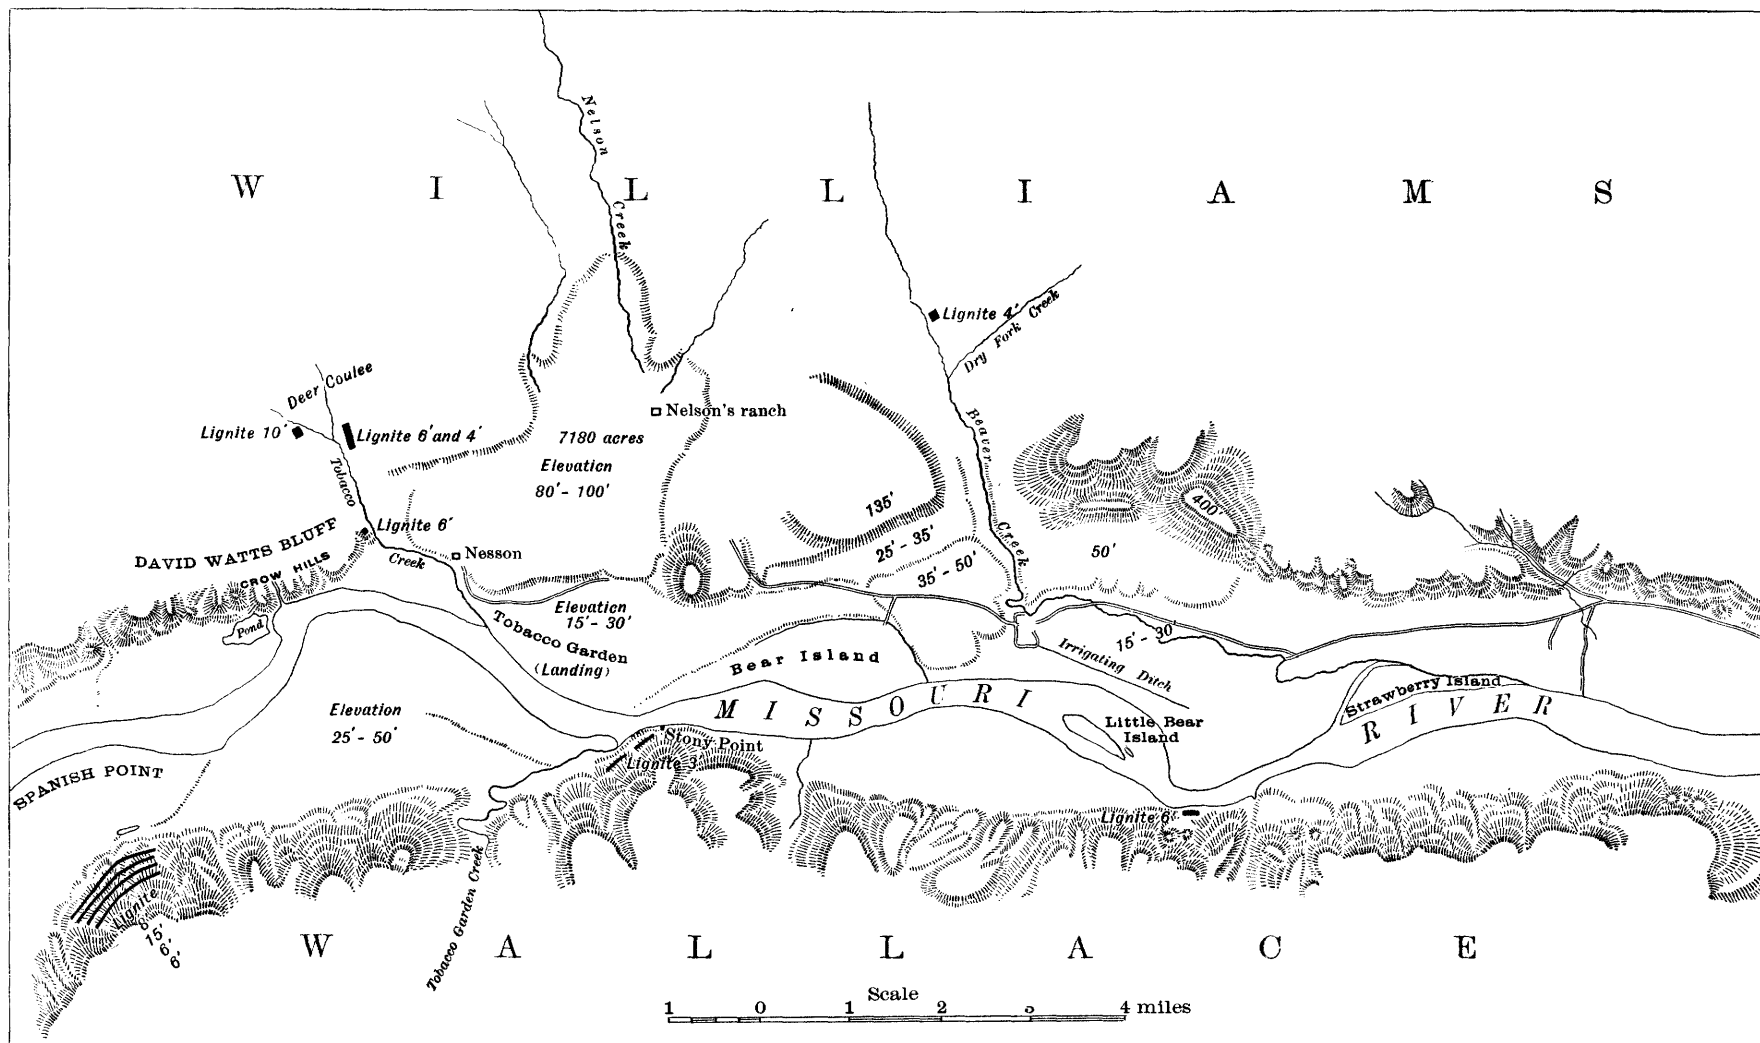 W I L L I A M S
Nelson
Creek
Lignite 4'
Dry Fork Creek
Deer Coulee
Lignite 10'
Lignite 6' and 4'
Nelson's ranch
7180 acres
Elevation
80' - 100'
Beaver
Creek
Tobacco
Creek
Lignite 6'
DAVID WATTS BLUFF
CROW HILLS
Nesson
135'
25' - 35'
35' - 50'
400'
50'
Elevation
15' - 30'
Pond
Tobacco Garden
(Landing)
Bear Island
15' - 30'
Irrigating Ditch
Strawberry Island
MISSOURI
RIVER
Little Bear
Island
Elevation
25' - 50'
Stony Point
Lignite 3'
SPANISH POINT
Lignite 6'
Lignite
8'
15'
6'
6'
Tobacco Garden Creek
W A L L A C E
Scale
1 0 1 2 3 4 miles